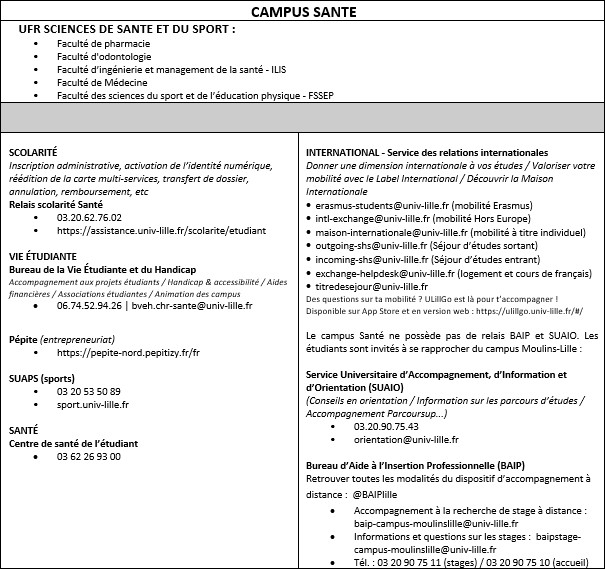 CAMPUS SANTE
UFR SCIENCES DE SANTE ET DU SPORT :
• Faculté de pharmacie
• Faculté d'odontologie
• Faculté d'ingénierie et management de la santé - ILIS
• Faculté de Médecine
• Faculté des sciences du sport et de l'éducation physique - FSSEP
SCOLARITÉ
Inscription administrative, activation de l'identité numérique,
réédition de la carte multi-services, transfert de dossier,
annulation, remboursement, etc
Relais scolarité Santé
• 03.20.62.76.02
• https://assistance.univ-lille.fr/scolarite/etudiant
VIE ÉTUDIANTE
Bureau de la Vie Étudiante et du Handicap
Accompagnement aux projets étudiants / Handicap & accessibilité / Aides
financières / Associations étudiantes / Animation des campus
• 06.74.52.94.26 | bveh.chr-sante@univ-lille.fr
Pépite (entrepreneuriat)
• https://pepite-nord.pepitizy.fr/fr
SUAPS (sports)
• 03 20 53 50 89
• sport.univ-lille.fr
SANTÉ
Centre de santé de l'étudiant
• 03 62 26 93 00
INTERNATIONAL - Service des relations internationales
Donner une dimension internationale à vos études / Valoriser votre
mobilité avec le Label International / Découvrir la Maison
Internationale
• erasmus-students@univ-lille.fr (mobilité Erasmus)
• intl-exchange@univ-lille.fr (mobilité Hors Europe)
• maison-internationale@univ-lille.fr (mobilité à titre individuel)
• outgoing-shs@univ-lille.fr (Séjour d'études sortant)
• incoming-shs@univ-lille.fr (Séjour d'études entrant)
• exchange-helpdesk@univ-lille.fr (logement et cours de français)
• titredesejour@univ-lille.fr
Des questions sur ta mobilité ? ULillGo est là pour t'accompagner !
Disponible sur App Store et en version web : https://ulillgo.univ-lille.fr/#/
Le campus Santé ne possède pas de relais BAIP et SUAIO. Les
étudiants sont invités à se rapprocher du campus Moulins-Lille :
Service Universitaire d'Accompagnement, d'Information et
d'Orientation (SUAIO)
(Conseils en orientation / Information sur les parcours d'études /
Accompagnement Parcoursup...)
• 03.20.90.75.43
• orientation@univ-lille.fr
Bureau d'Aide à l'Insertion Professionnelle (BAIP)
Retrouver toutes les modalités du dispositif d'accompagnement à
distance : @BAIPlille
• Accompagnement à la recherche de stage à distance :
baip-campus-moulinslille@univ-lille.fr
• Informations et questions sur les stages : baipstage-
campus-moulinslille@univ-lille.fr
• Tél. : 03 20 90 75 11 (stages) / 03 20 90 75 10 (accueil)